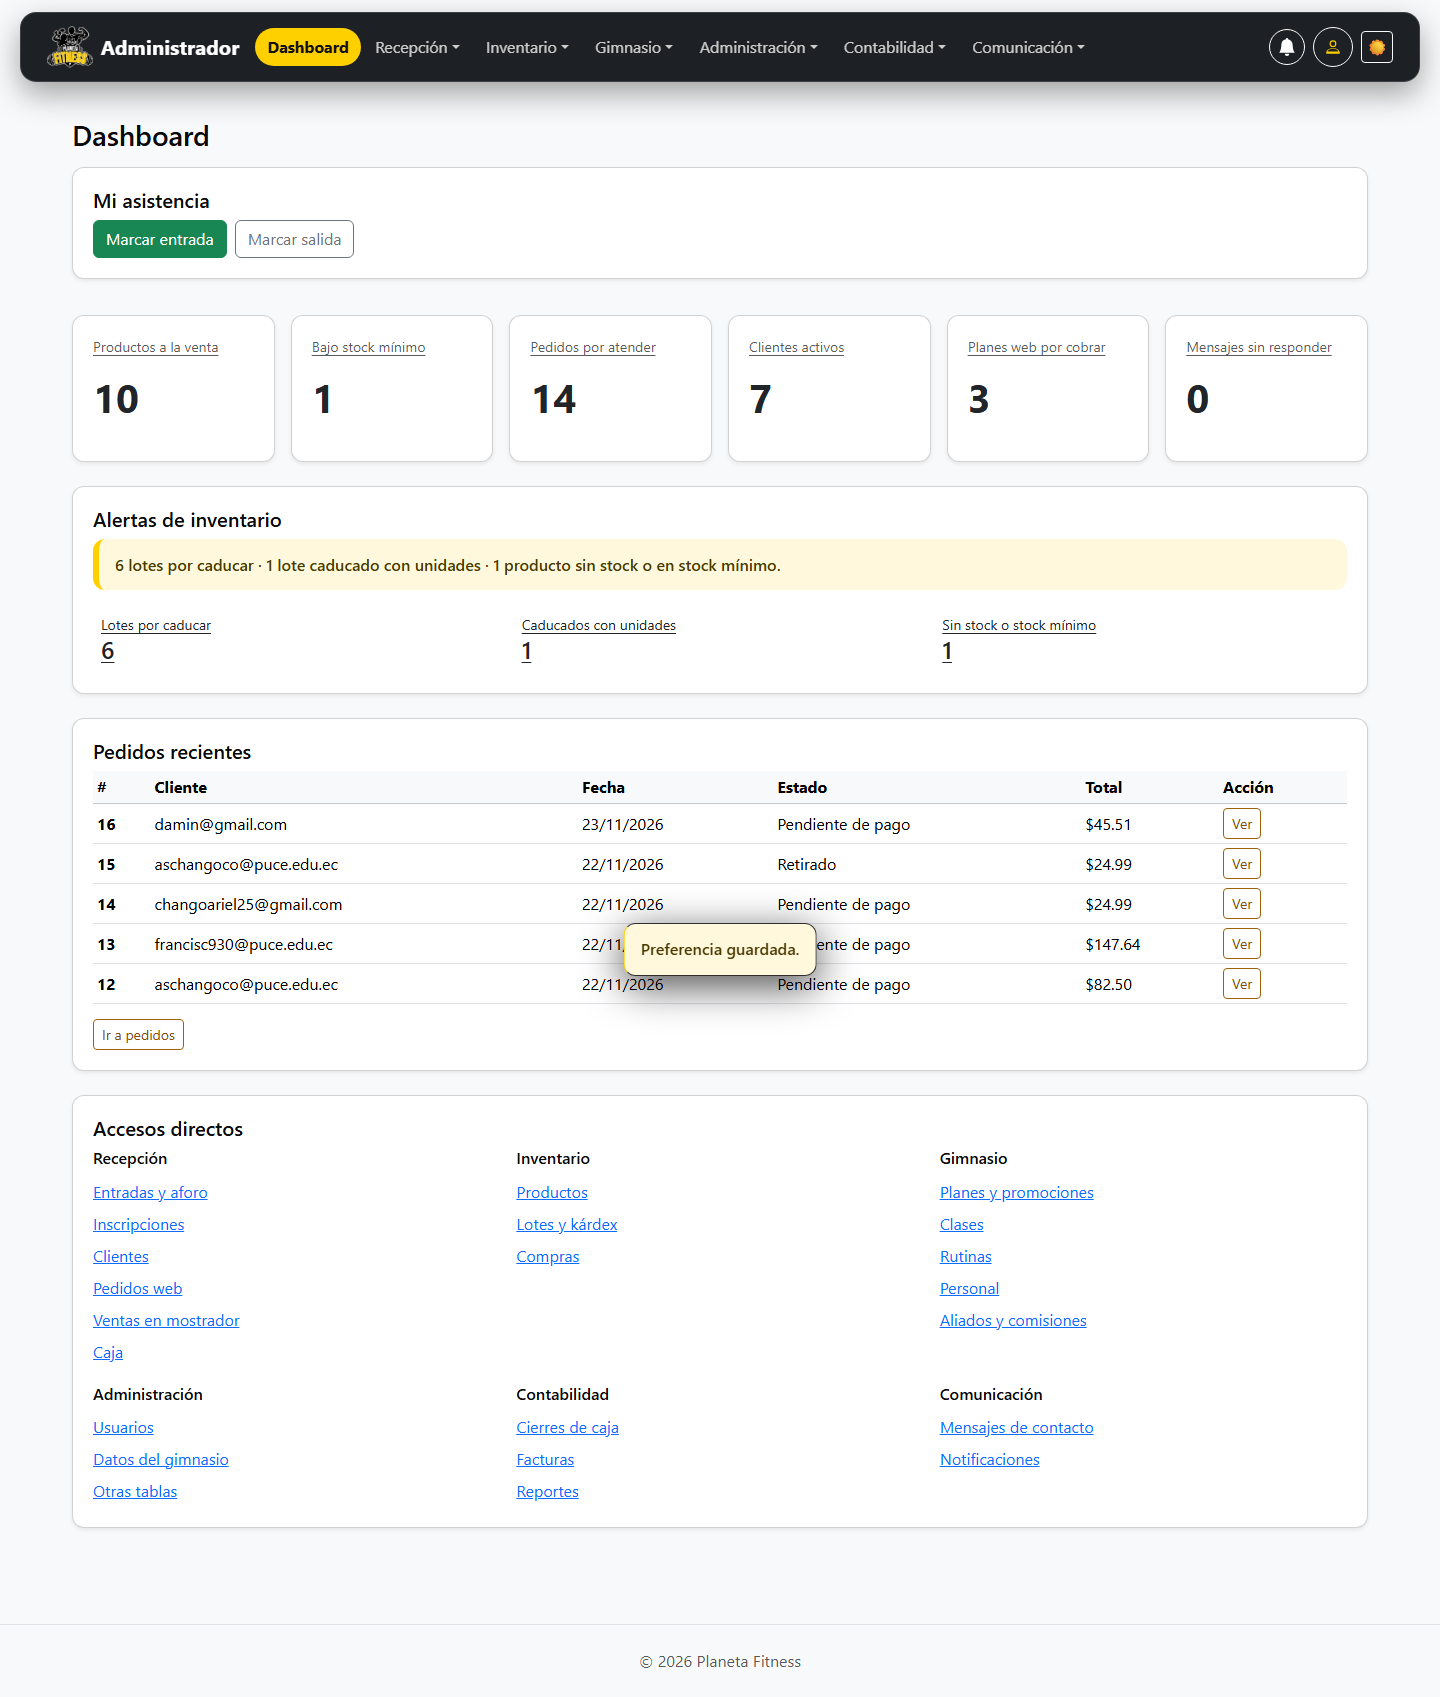 Administrador Dashboard Recepción Inventario Gimnasio Administración Contabilidad Comunicación
Dashboard
Mi asistencia
Marcar entrada Marcar salida
Productos a la venta Bajo stock mínimo Pedidos por atender Clientes activos Planes web por cobrar Mensajes sin responder
10 1 14 7 3 0
Alertas de inventario
6 lotes por caducar · 1 lote caducado con unidades · 1 producto sin stock o en stock mínimo.
Lotes por caducar Caducados con unidades Sin stock o stock mínimo
6 1 1
Pedidos recientes
# Cliente Fecha Estado Total Acción
16 damin@gmail.com 23/11/2026 Pendiente de pago $45.51 Ver
15 aschangoco@puce.edu.ec 22/11/2026 Retirado $24.99 Ver
14 changoariel25@gmail.com 22/11/2026 Pendiente de pago $24.99 Ver
13 francisc930@puce.edu.ec 22/11/ ente de pago $147.64 Ver
Preferencia guardada.
12 aschangoco@puce.edu.ec 22/11/2026 Pendiente de pago $82.50 Ver
Ir a pedidos
Accesos directos
Recepción
Entradas y aforo
Inscripciones
Clientes
Pedidos web
Ventas en mostrador
Caja
Inventario
Productos
Lotes y kárdex
Compras
Gimnasio
Planes y promociones
Clases
Rutinas
Personal
Aliados y comisiones
Administración
Usuarios
Datos del gimnasio
Otras tablas
Contabilidad
Cierres de caja
Facturas
Reportes
Comunicación
Mensajes de contacto
Notificaciones
© 2026 Planeta Fitness